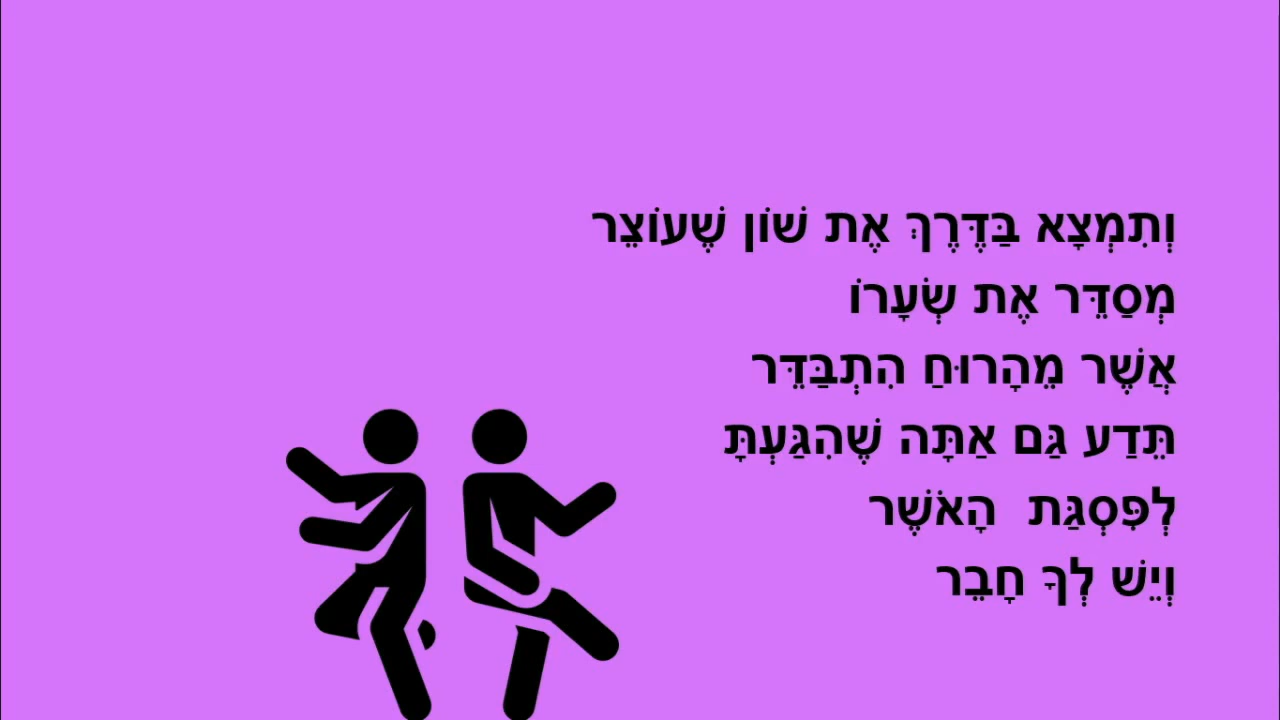 וְתִמְצָא בַּדֶּרֶךְ אֶת שׁוֹן שֶׁעוֹצֵר
מְסַדֵּר אֶת שְׂעָרוֹ
אֲשֶׁר מֵהָרוּחַ הִתְבַּדֵּר
תֵּדַע גַּם אַתָּה שֶׁהִגַּעְתָּ
לְפִּסְגַּת הָאֹשֶׁר
וְיֵשׁ לְךָ חָבֵר